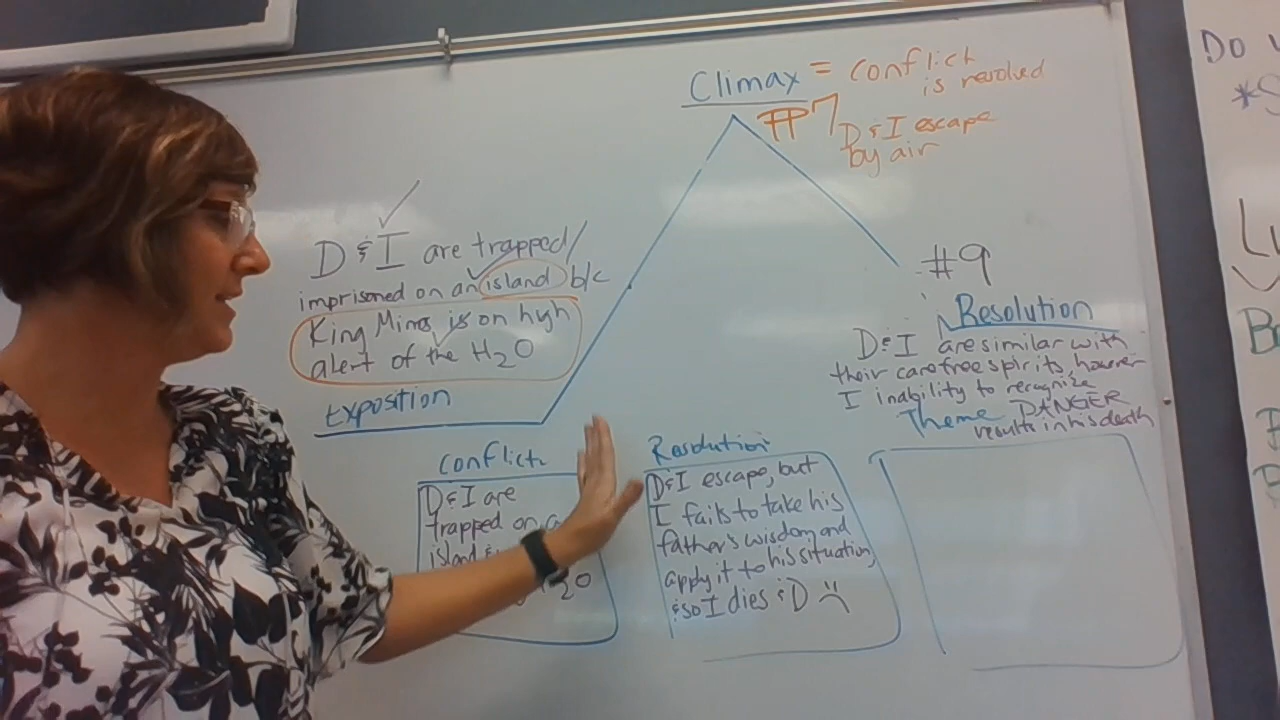 Climax = conflict
is resolved
D & I escape
by air
D & I are trapped/
imprisoned on an island b/c
King Minos is on high
alert of the H2O
Exposition
#9
Resolution
D & I are similar with
their carefree spirits, however
I inability to recognize
Theme DANGER
results in his death
Conflict
D & I are
trapped on a
island &
H2O
Resolution
D & I escape, but
I fails to take his
father's wisdom and
apply it to his situation,
& so I dies & D :(
Do
*S